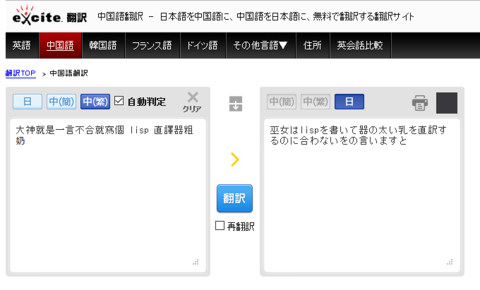 excite. 翻訳 中国語翻訳 - 日本語を中国語に、中国語を日本語に、無料で翻訳する翻訳サイト
英語 中国語 韓国語 フランス語 ドイツ語 その他言語▼ 住所 英会話比較
翻訳TOP > 中国語翻訳
日 中(簡) 中(繁) 自動判定 クリア 中(簡) 中(繁) 日
大神就是一言不合就寫個 lisp 直譯器粗
奶
巫女はlispを書いて器の太い乳を直訳す
るのに合わないをの言いますと
翻訳
再翻訳